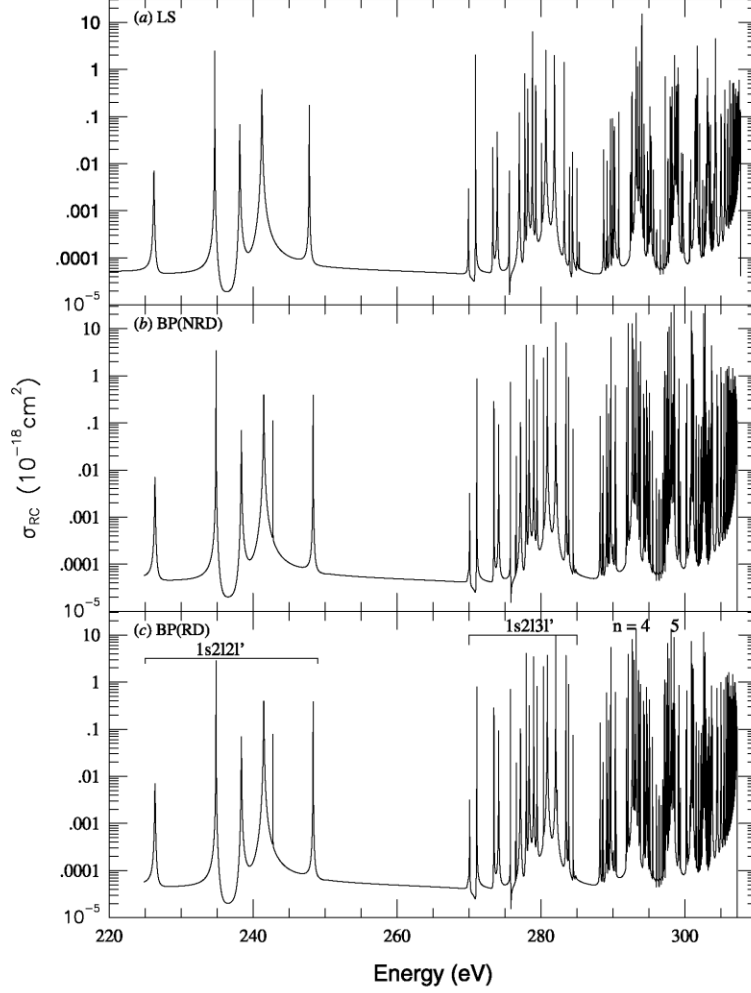 (a) LS
10
1
.1
.01
.001
.0001
10⁻⁵
(b) BP(NRD)
10
1
.1
.01
.001
.0001
10⁻⁵
σRC (10⁻¹⁸cm²)
(c) BP(RD)
1s2l2l'
1s2l3l'
n = 4
5
10
1
.1
.01
.001
.0001
10⁻⁵
220 240 260 280 300
Energy (eV)